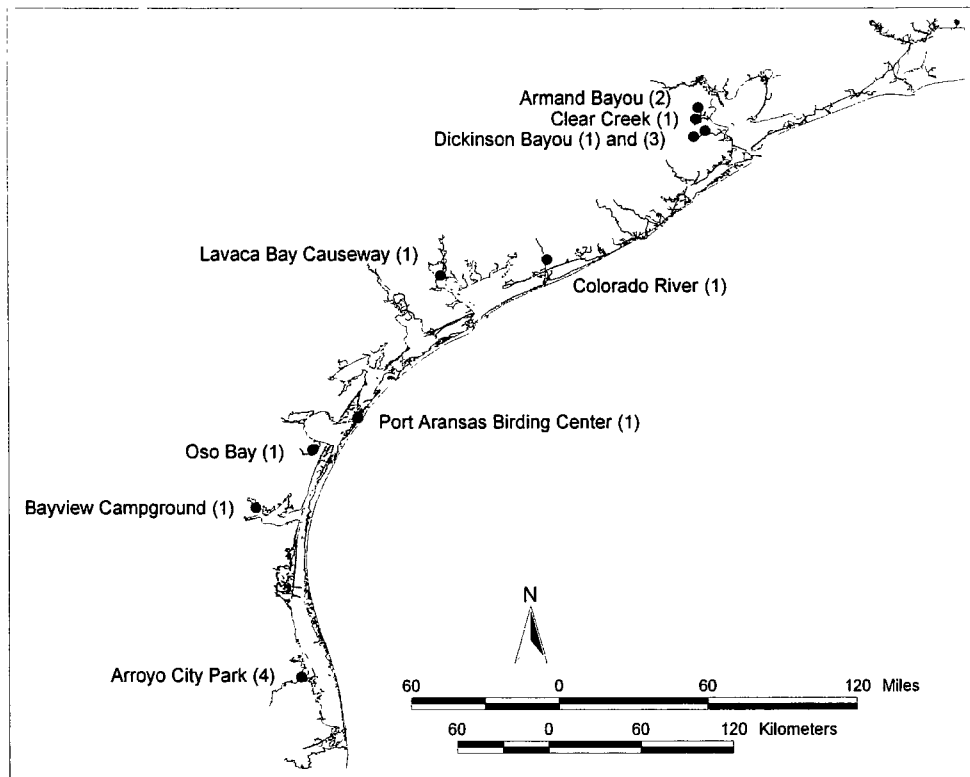 Armand Bayou (2)
Clear Creek (1)
Dickinson Bayou (1) and (3)
Lavaca Bay Causeway (1)
Colorado River (1)
Port Aransas Birding Center (1)
Oso Bay (1)
Bayview Campground (1)
N
Arroyo City Park (4)
60 0 60 120 Miles
60 0 60 120 Kilometers